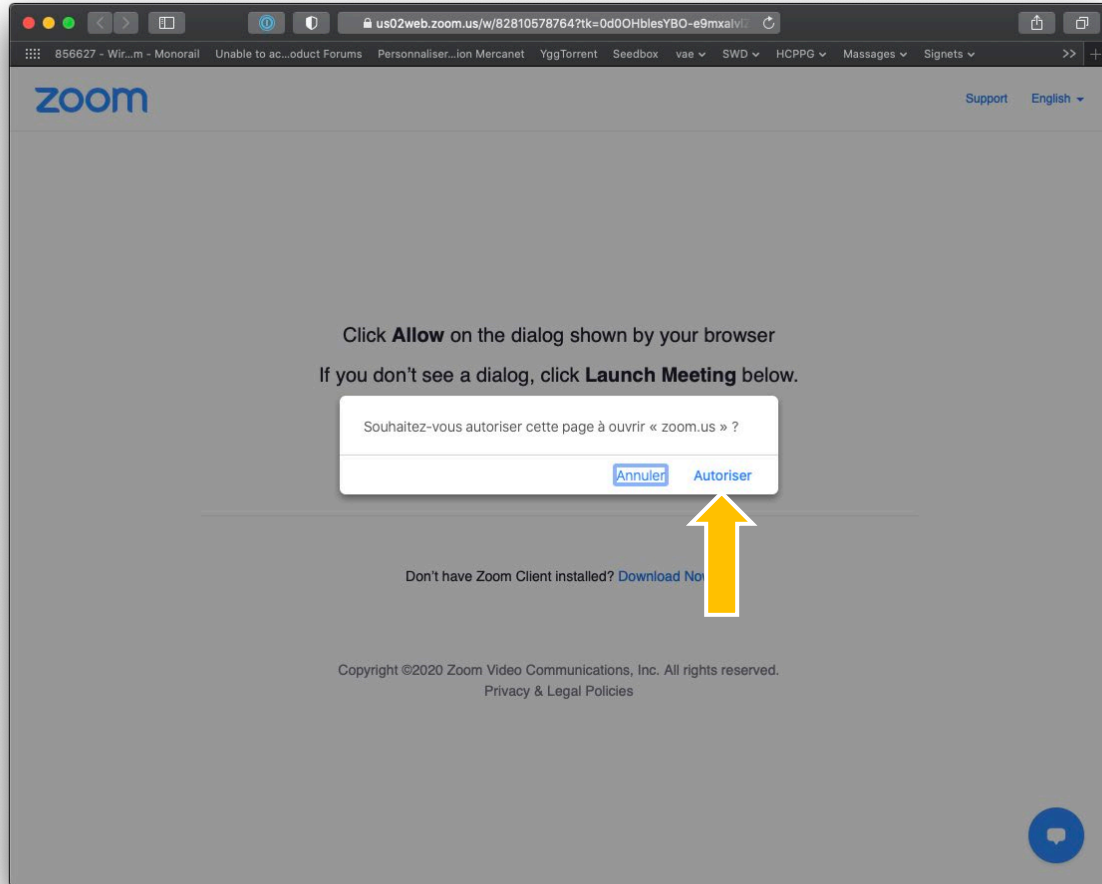 us02web.zoom.us/w/82810578764?tk=0d0OHblesYBO-e9mxalvl
856627 - Wir...m - Monorail Unable to ac...oduct Forums Personnaliser...ion Mercanet YggTorrent Seedbox vae SWD HCPPG Massages Signets >> +
zoom Support English
Click Allow on the dialog shown by your browser
If you don't see a dialog, click Launch Meeting below.
Souhaitez-vous autoriser cette page à ouvrir « zoom.us » ?
Annuler Autoriser
Don't have Zoom Client installed? Download
Copyright ©2020 Zoom Video Communications, Inc. All rights reserved.
Privacy & Legal Policies